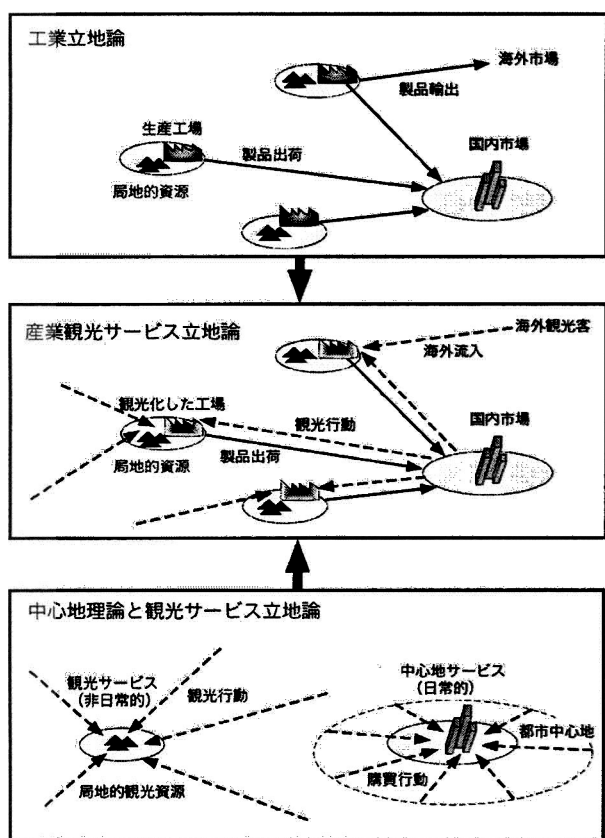 工業立地論
海外市場
製品輸出
生産工場
国内市場
製品出荷
局地的資源
産業観光サービス立地論
海外観光客
海外流入
観光化した工場
国内市場
観光行動
局地的資源
製品出荷
中心地理論と観光サービス立地論
観光サービス
(非日常的)
観光行動
局地的観光資源
中心地サービス
(日常的)
都市中心地
購買行動